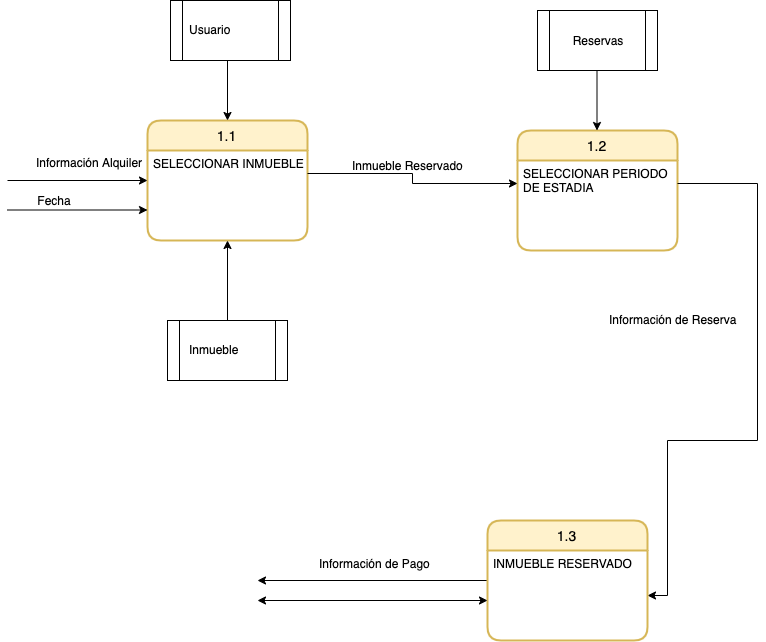 Usuario
Reservas
1.1
SELECCIONAR INMUEBLE
Información Alquiler
Fecha
Inmueble Reservado
1.2
SELECCIONAR PERIODO
DE ESTADIA
Inmueble
Información de Reserva
1.3
INMUEBLE RESERVADO
Información de Pago